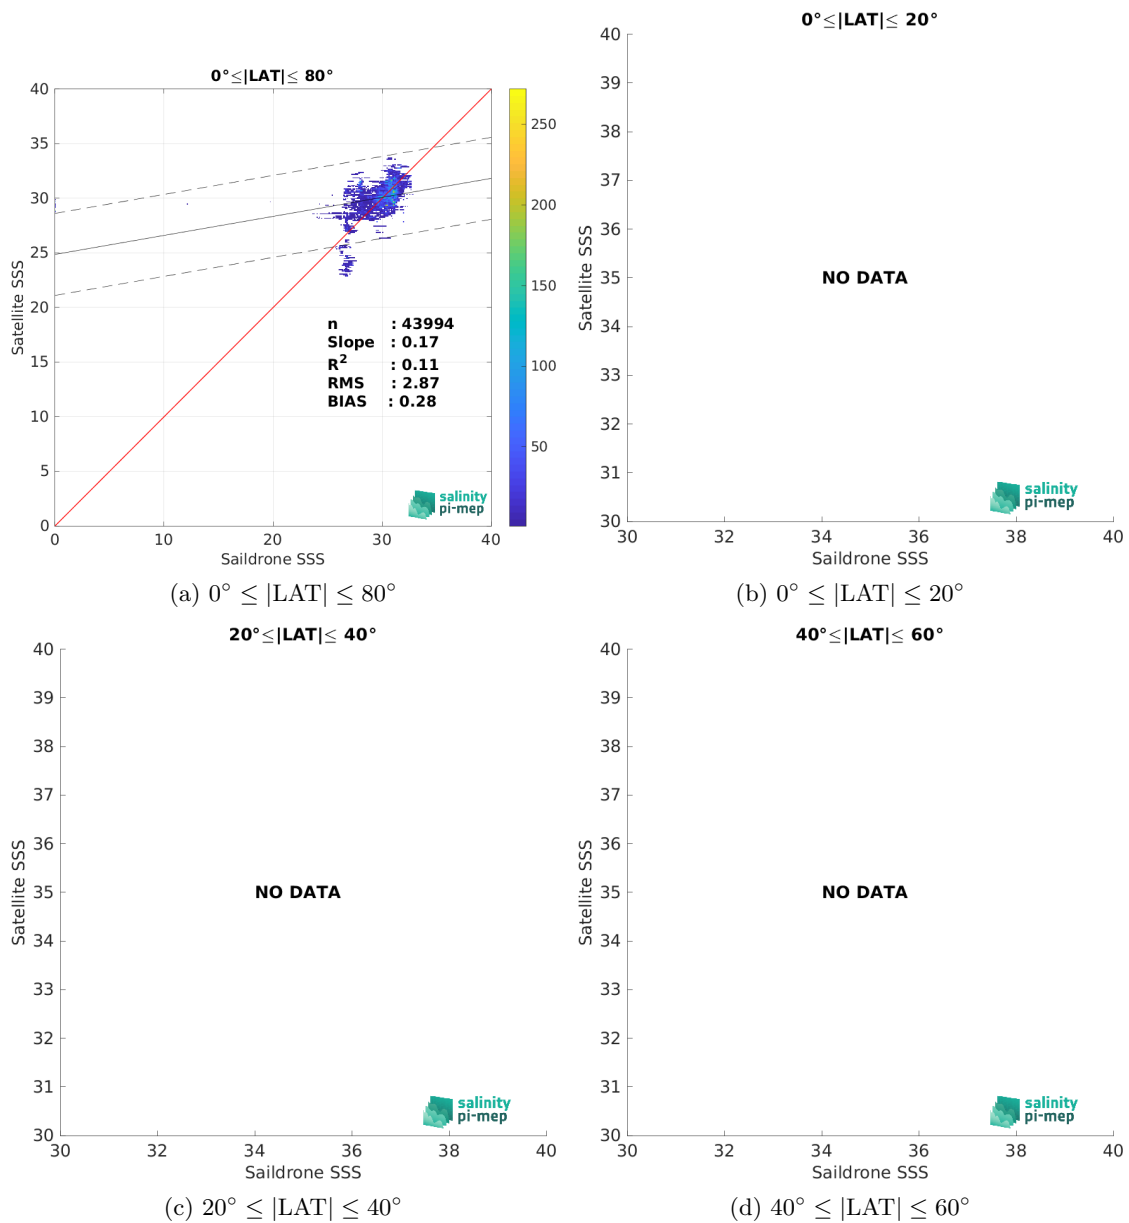 0°≤|LAT|≤ 80°
40
35
30
25
20
15
10
5
0
0
10
20
30
40
Satellite SSS
Saildrone SSS
250
200
150
100
50
n : 43994
Slope : 0.17
R² : 0.11
RMS : 2.87
BIAS : 0.28
salinity
pi-mep
(a) 0° ≤ |LAT| ≤ 80°
0°≤|LAT|≤ 20°
40
39
38
37
36
35
34
33
32
31
30
30
32
34
36
38
40
Satellite SSS
Saildrone SSS
NO DATA
salinity
pi-mep
(b) 0° ≤ |LAT| ≤ 20°
20°≤|LAT|≤ 40°
40
39
38
37
36
35
34
33
32
31
30
30
32
34
36
38
40
Satellite SSS
Saildrone SSS
NO DATA
salinity
pi-mep
(c) 20° ≤ |LAT| ≤ 40°
40°≤|LAT|≤ 60°
40
39
38
37
36
35
34
33
32
31
30
30
32
34
36
38
40
Satellite SSS
Saildrone SSS
NO DATA
salinity
pi-mep
(d) 40° ≤ |LAT| ≤ 60°